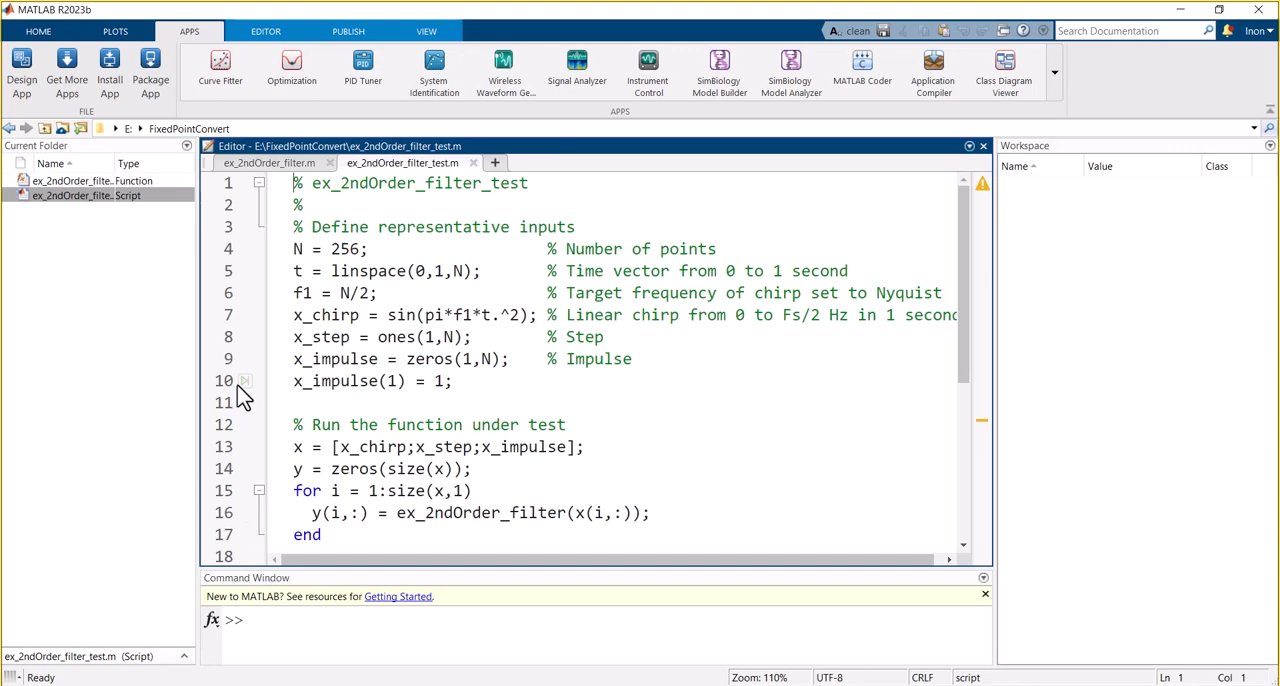 MATLAB R2023b
HOME PLOTS APPS EDITOR PUBLISH VIEW clean Search Documentation Inon
Design App Get More Apps Install App Package App Curve Fitter Optimization PID Tuner System Identification Wireless Waveform Ge... Signal Analyzer Instrument Control SimBiology Model Builder SimBiology Model Analyzer MATLAB Coder Application Compiler Class Diagram Viewer
FILE APPS
E: FixedPointConvert
Current Folder
Name Type
ex_2ndOrder_filte... Function
ex_2ndOrder_filte... Script
Editor - E:\FixedPointConvert\ex_2ndOrder_filter_test.m
ex_2ndOrder_filter.m ex_2ndOrder_filter_test.m
1 % ex_2ndOrder_filter_test
2 %
3 % Define representative inputs
4 N = 256; % Number of points
5 t = linspace(0,1,N); % Time vector from 0 to 1 second
6 f1 = N/2; % Target frequency of chirp set to Nyquist
7 x_chirp = sin(pi*f1*t.^2); % Linear chirp from 0 to Fs/2 Hz in 1 second
8 x_step = ones(1,N); % Step
9 x_impulse = zeros(1,N); % Impulse
10 x_impulse(1) = 1;
11
12 % Run the function under test
13 x = [x_chirp;x_step;x_impulse];
14 y = zeros(size(x));
15 for i = 1:size(x,1)
16 y(i,:) = ex_2ndOrder_filter(x(i,:));
17 end
18
Workspace
Name Value Class
Command Window
New to MATLAB? See resources for Getting Started.
fx >>
ex_2ndOrder_filter_test.m (Script)
Ready Zoom: 110% UTF-8 CRLF script Ln 1 Col 1